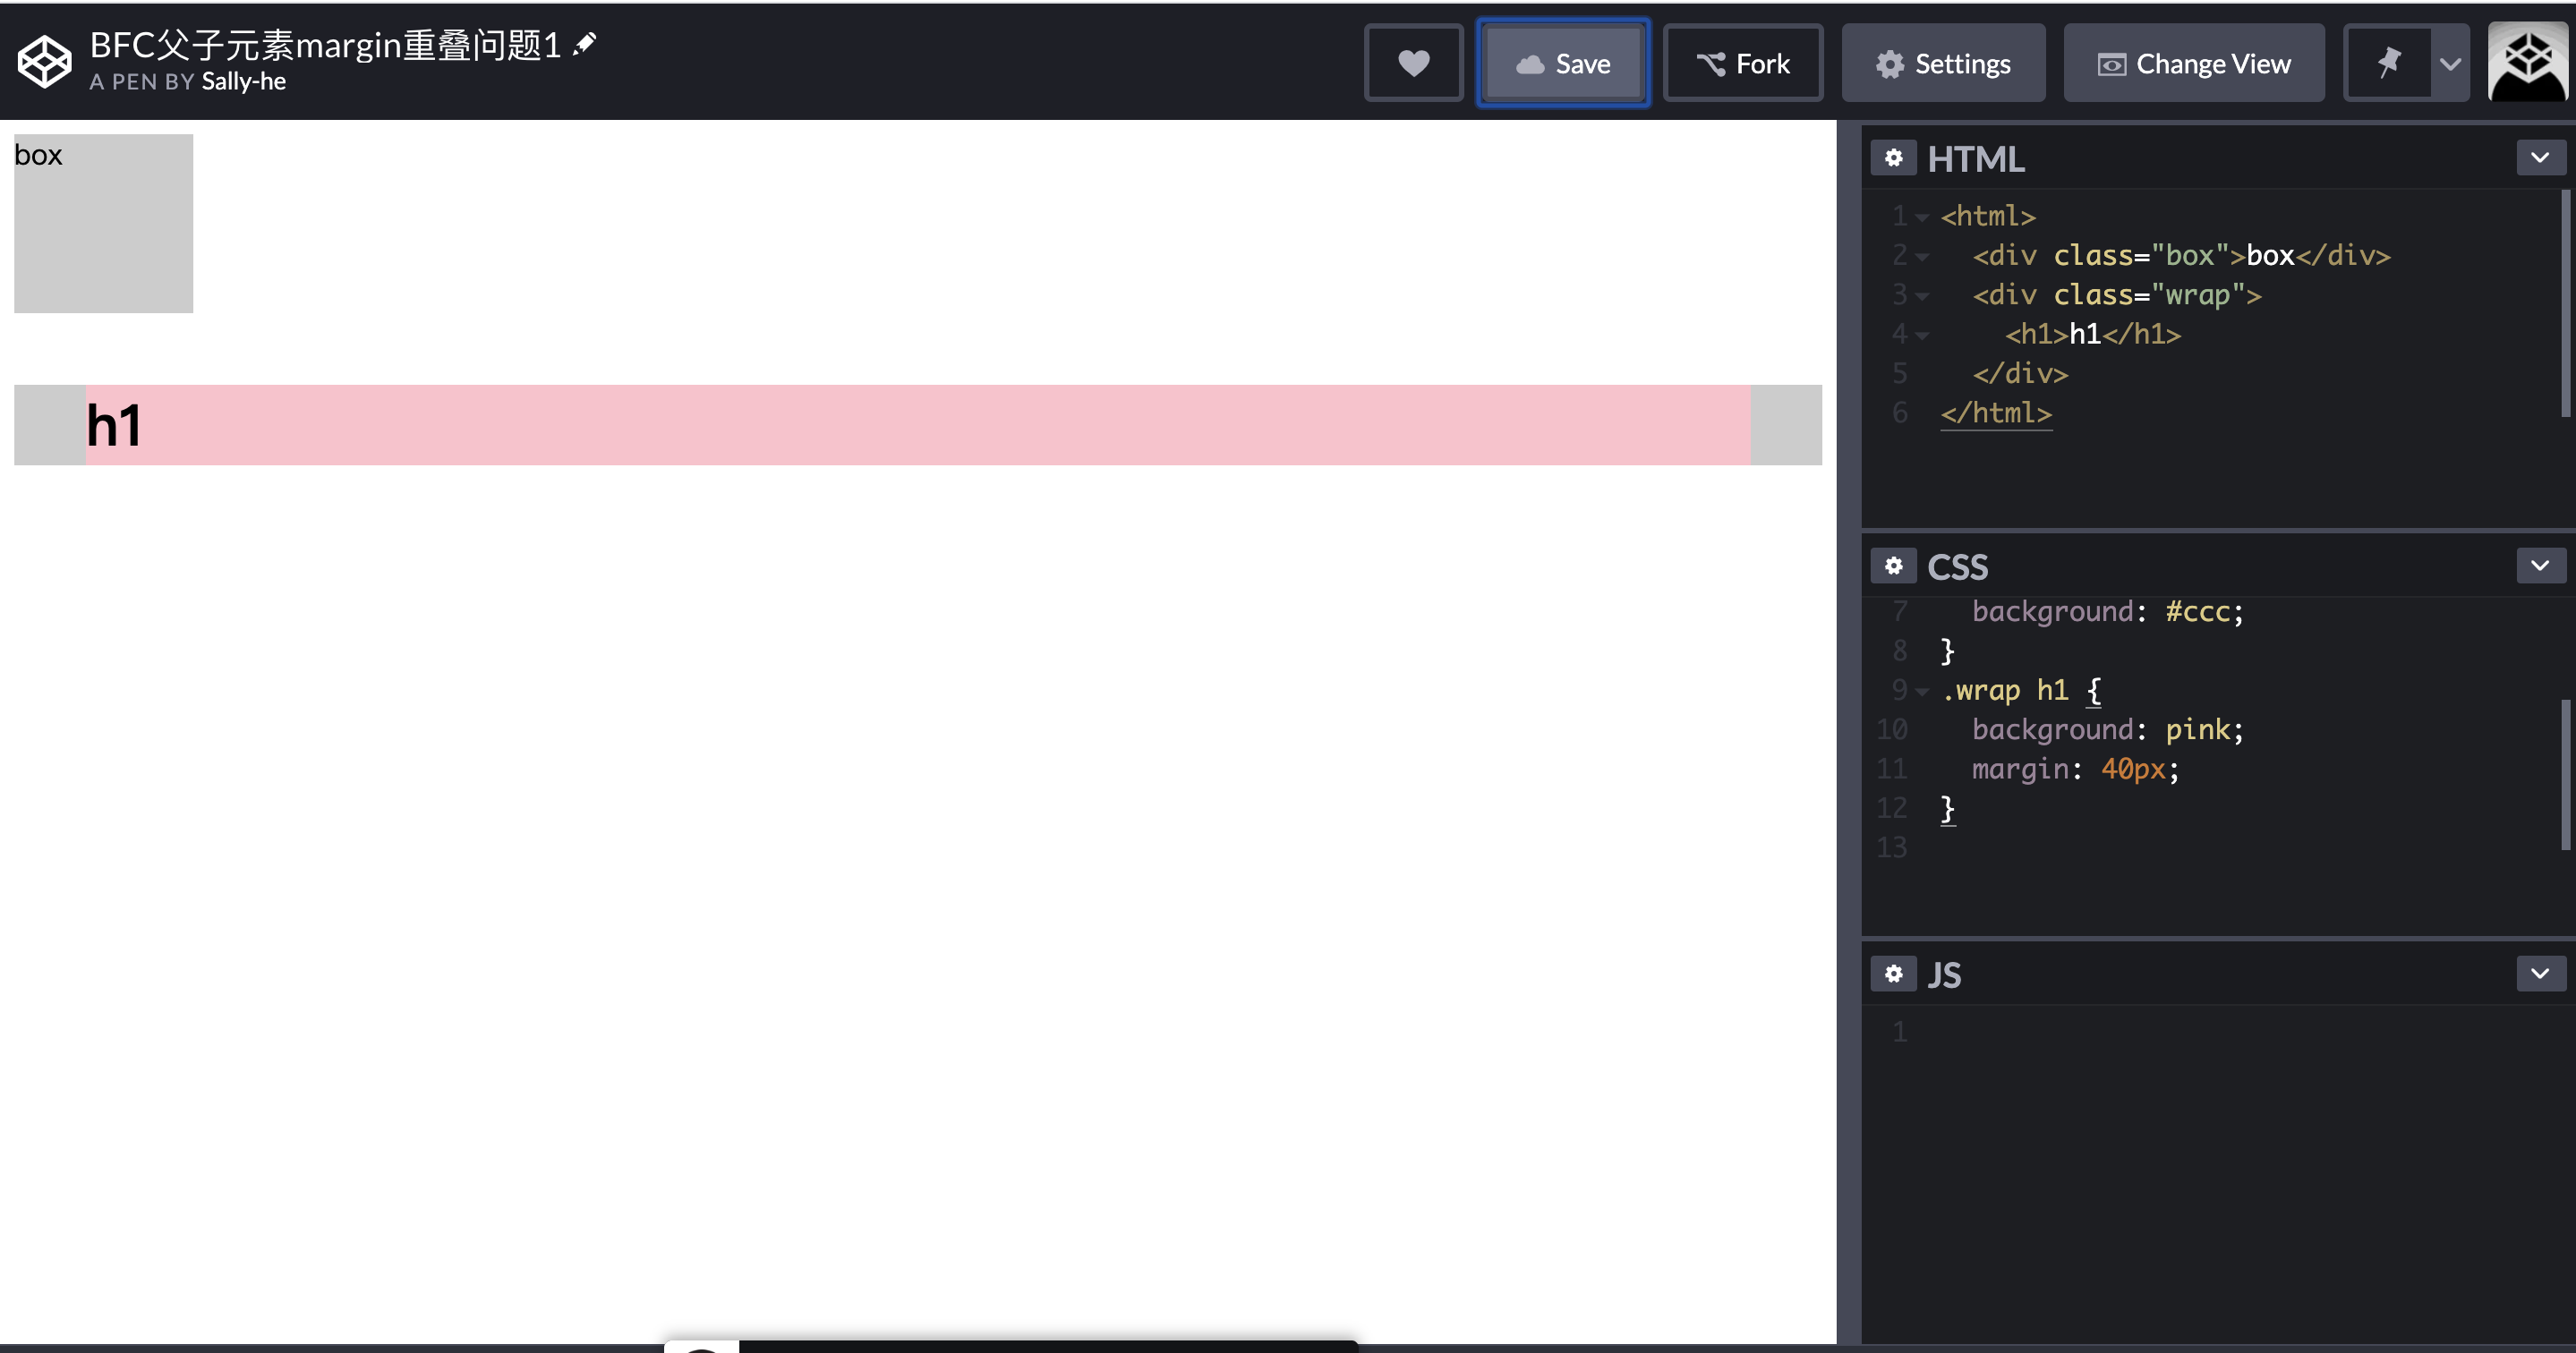 BFC父子元素margin重叠问题1
A PEN BY Sally-he
Save
Fork
Settings
Change View
box
h1
HTML
1 <html>
2 <div class="box">box</div>
3 <div class="wrap">
4 <h1>h1</h1>
5 </div>
6 </html>
CSS
7 background: #ccc;
8 }
9 .wrap h1 {
10 background: pink;
11 margin: 40px;
12 }
13
JS
1